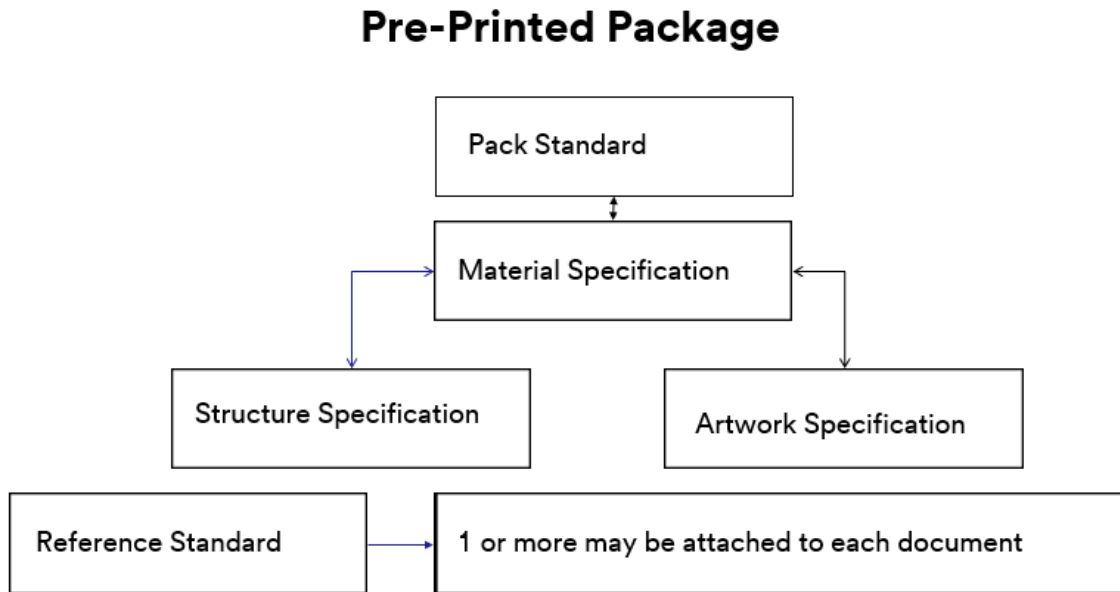 Pre-Printed Package
Pack Standard
Material Specification
Structure Specification
Artwork Specification
Reference Standard
1 or more may be attached to each document